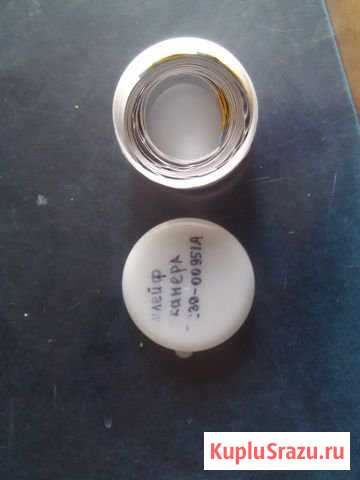 шлейф
камера
:30-00951A
KupluSrazu.ru